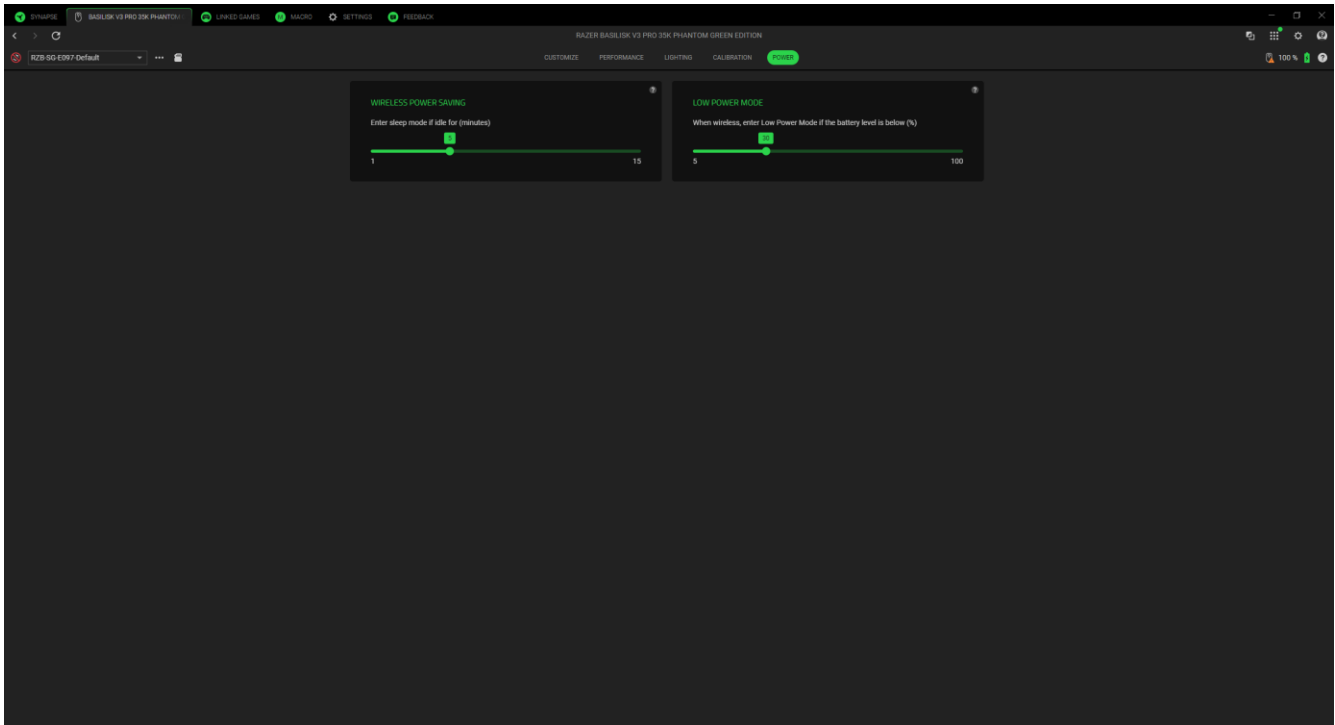 SYNAPSE BASILISK V3 PRO 35K PHANTOM LINKED GAMES MACRO SETTINGS FEEDBACK
RAZER BASILISK V3 PRO 35K PHANTOM GREEN EDITION
RZB-SG-E097-Default CUSTOMIZE PERFORMANCE LIGHTING CALIBRATION POWER 100 %
WIRELESS POWER SAVING
Enter sleep mode if idle for (minutes)
5
1 15
LOW POWER MODE
When wireless, enter Low Power Mode if the battery level is below (%)
30
5 100